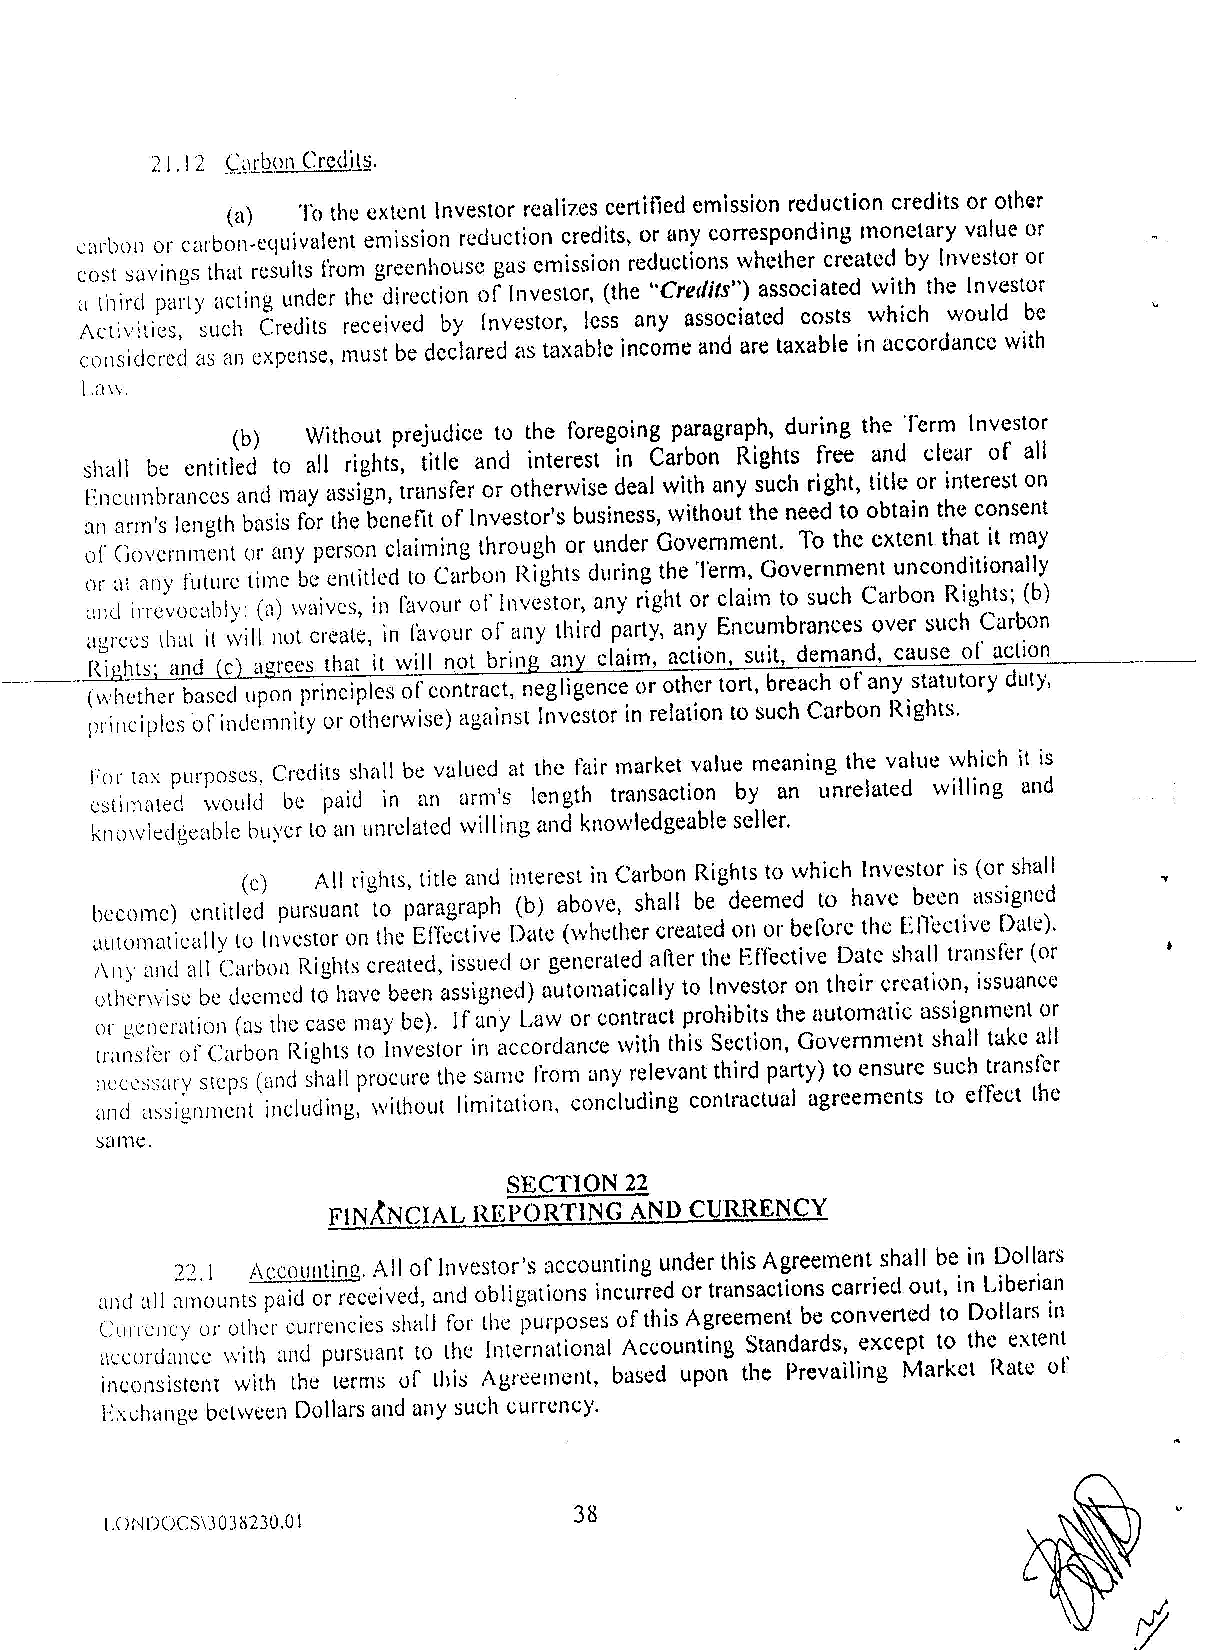 21.12 Carbon Credits.
(a) To the extent Investor realizes certified emission reduction credits or other
carbon or carbon-equivalent emission reduction credits, or any corresponding monetary value or
cost savings that results from greenhouse gas emission reductions whether created by Investor or
a third party acting under the direction of Investor, (the "Credits") associated with the Investor
Activities, such Credits received by Investor, less any associated costs which would be
considered as an expense, must be declared as taxable income and are taxable in accordance with
Law.
(b) Without prejudice to the foregoing paragraph, during the Term Investor
shall be entitled to all rights, title and interest in Carbon Rights free and clear of all
Encumbrances and may assign, transfer or otherwise deal with any such right, title or interest on
an arm's length basis for the benefit of Investor's business, without the need to obtain the consent
of Government or any person claiming through or under Government. To the extent that it may
or at any future time be entitled to Carbon Rights during the Term, Government unconditionally
and irrevocably: (a) waives, in favour of Investor, any right or claim to such Carbon Rights; (b)
agrees that it will not create, in favour of any third party, any Encumbrances over such Carbon
Rights; and (c) agrees that it will not bring any claim, action, suit, demand, cause of action
(whether based upon principles of contract, negligence or other tort, breach of any statutory duty,
principles of indemnity or otherwise) against Investor in relation to such Carbon Rights.
For tax purposes, Credits shall be valued at the fair market value meaning the value which it is
estimated would be paid in an arm's length transaction by an unrelated willing and
knowledgeable buyer to an unrelated willing and knowledgeable seller.
(c) All rights, title and interest in Carbon Rights to which Investor is (or shall
become) entitled pursuant to paragraph (b) above, shall be deemed to have been assigned
automatically to Investor on the Effective Date (whether created on or before the Effective Date).
Any and all Carbon Rights created, issued or generated after the Effective Date shall transfer (or
otherwise be deemed to have been assigned) automatically to Investor on their creation, issuance
or generation (as the case may be). If any Law or contract prohibits the automatic assignment or
transfer of Carbon Rights to Investor in accordance with this Section, Government shall take all
necessary steps (and shall procure the same from any relevant third party) to ensure such transfer
and assignment including, without limitation, concluding contractual agreements to effect the
same.
SECTION 22
FINANCIAL REPORTING AND CURRENCY
22.1 Accounting. All of Investor's accounting under this Agreement shall be in Dollars
and all amounts paid or received, and obligations incurred or transactions carried out, in Liberian
Currency or other currencies shall for the purposes of this Agreement be converted to Dollars in
accordance with and pursuant to the International Accounting Standards, except to the extent
inconsistent with the terms of this Agreement, based upon the Prevailing Market Rate of
Exchange between Dollars and any such currency.
LONDOCS\3038230.01
38